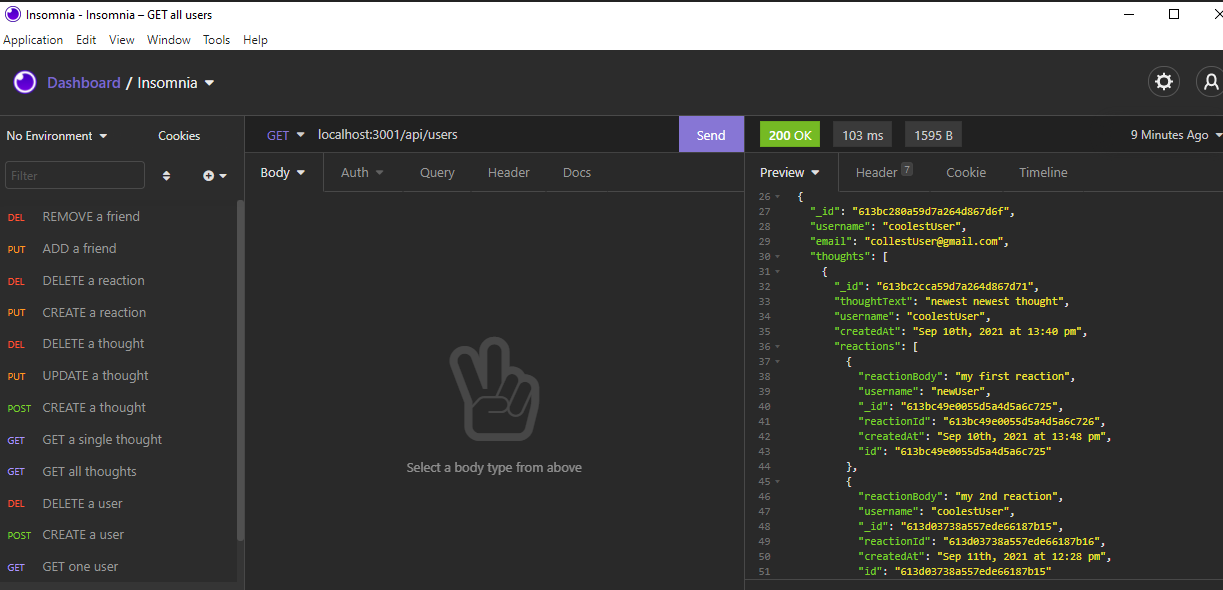 Insomnia - Insomnia – GET all users
Application Edit View Window Tools Help
Dashboard / Insomnia
No Environment Cookies
Filter
DEL REMOVE a friend
PUT ADD a friend
DEL DELETE a reaction
PUT CREATE a reaction
DEL DELETE a thought
PUT UPDATE a thought
POST CREATE a thought
GET GET a single thought
GET GET all thoughts
DEL DELETE a user
POST CREATE a user
GET GET one user
GET localhost:3001/api/users Send
Body Auth Query Header Docs
Select a body type from above
200 OK 103 ms 1595 B 9 Minutes Ago
Preview Header 7 Cookie Timeline
26 {
27 "_id": "613bc280a59d7a264d867d6f",
28 "username": "coolestUser",
29 "email": "collestUser@gmail.com",
30 "thoughts": [
31 {
32 "_id": "613bc2cca59d7a264d867d71",
33 "thoughtText": "newest newest thought",
34 "username": "coolestUser",
35 "createdAt": "Sep 10th, 2021 at 13:40 pm",
36 "reactions": [
37 {
38 "reactionBody": "my first reaction",
39 "username": "newUser",
40 "_id": "613bc49e0055d5a4d5a6c725",
41 "reactionId": "613bc49e0055d5a4d5a6c726",
42 "createdAt": "Sep 10th, 2021 at 13:48 pm",
43 "id": "613bc49e0055d5a4d5a6c725"
44 },
45 {
46 "reactionBody": "my 2nd reaction",
47 "username": "coolestUser",
48 "_id": "613d03738a557ede66187b15",
49 "reactionId": "613d03738a557ede66187b16",
50 "createdAt": "Sep 11th, 2021 at 12:28 pm",
51 "id": "613d03738a557ede66187b15"